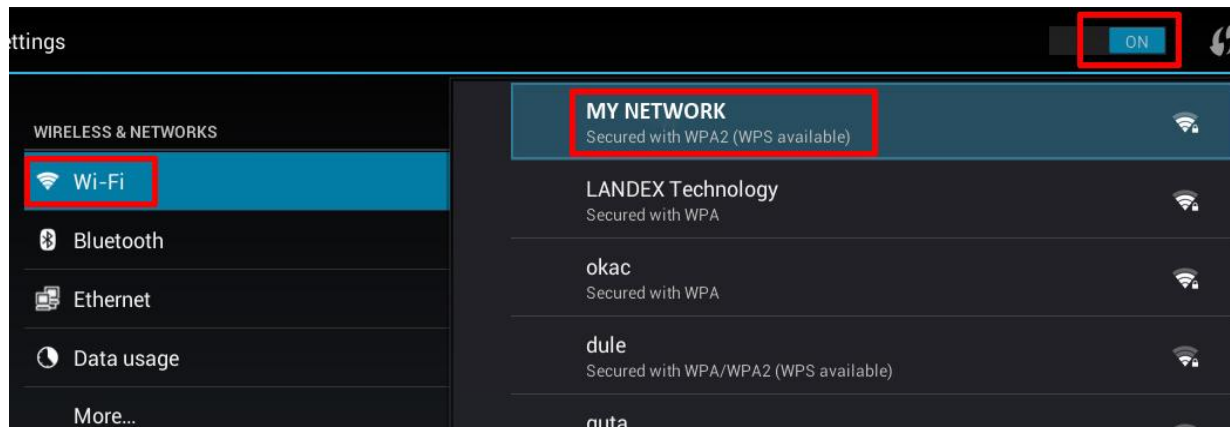 ttings
ON
WIRELESS & NETWORKS
Wi-Fi
Bluetooth
Ethernet
Data usage
More...
MY NETWORK
Secured with WPA2 (WPS available)
LANDEX Technology
Secured with WPA
okac
Secured with WPA
dule
Secured with WPA/WPA2 (WPS available)
guta